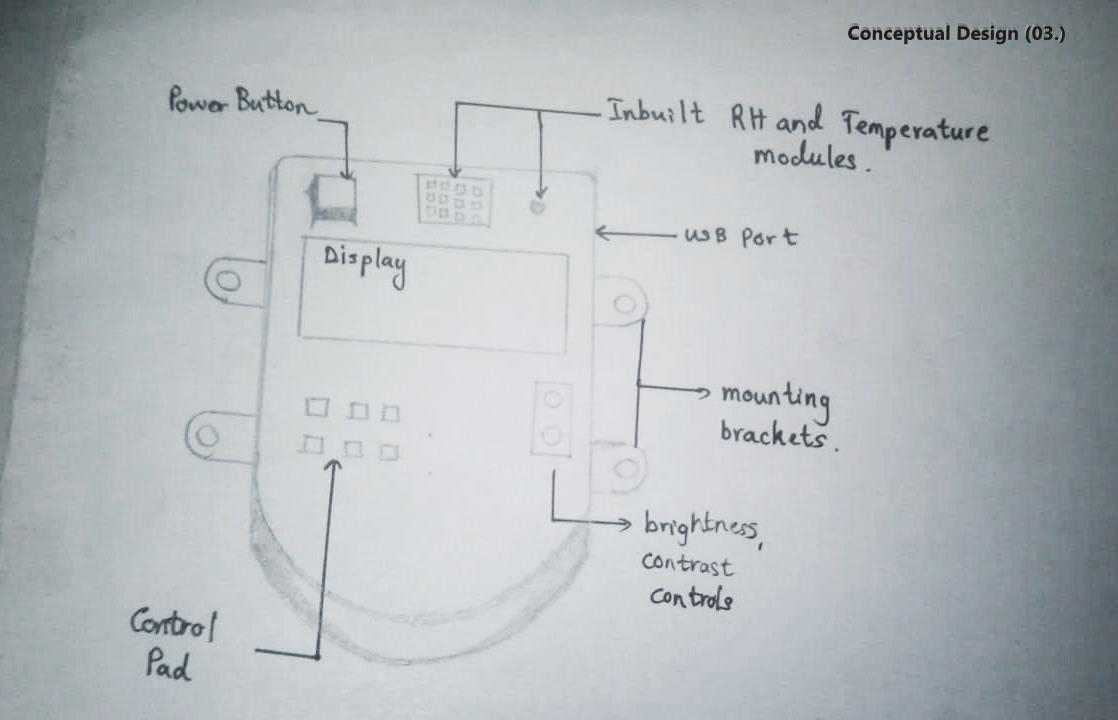 Conceptual Design (03.)
Power Button
Inbuilt RH and Temperature
modules.
USB Port
Display
mounting
brackets.
brightness,
contrast
controls
Control
Pad